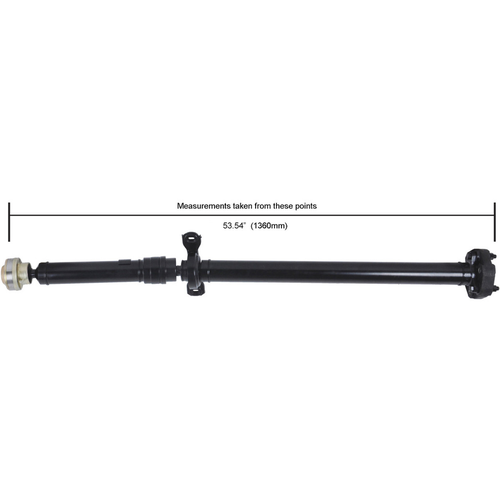 Measurements taken from these points
53.54" (1360mm)